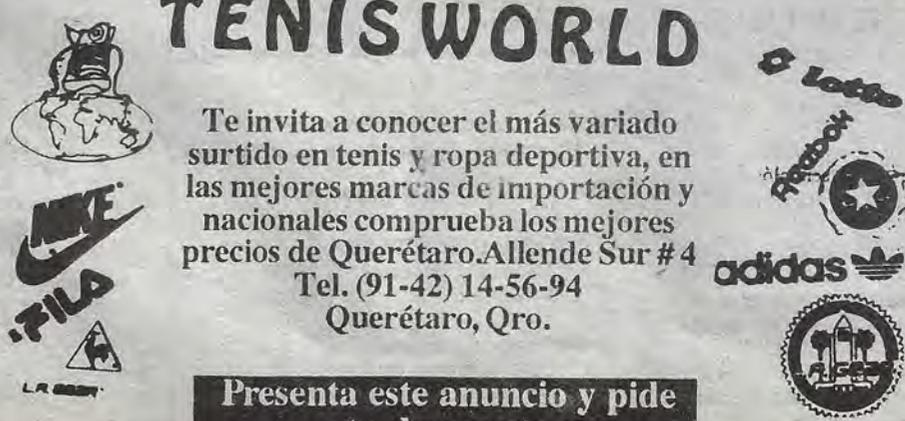 TENIS WORLD
Te invita a conocer el más variado
surtido en tenis y ropa deportiva, en
las mejores marcas de importación y
nacionales comprueba los mejores
precios de Querétaro.Allende Sur # 4
Tel. (91-42) 14-56-94
Querétaro, Qro.
Presenta este anuncio y pide
NIKE
FILA
lotto
Reebok
adidas
L.A. GEAR